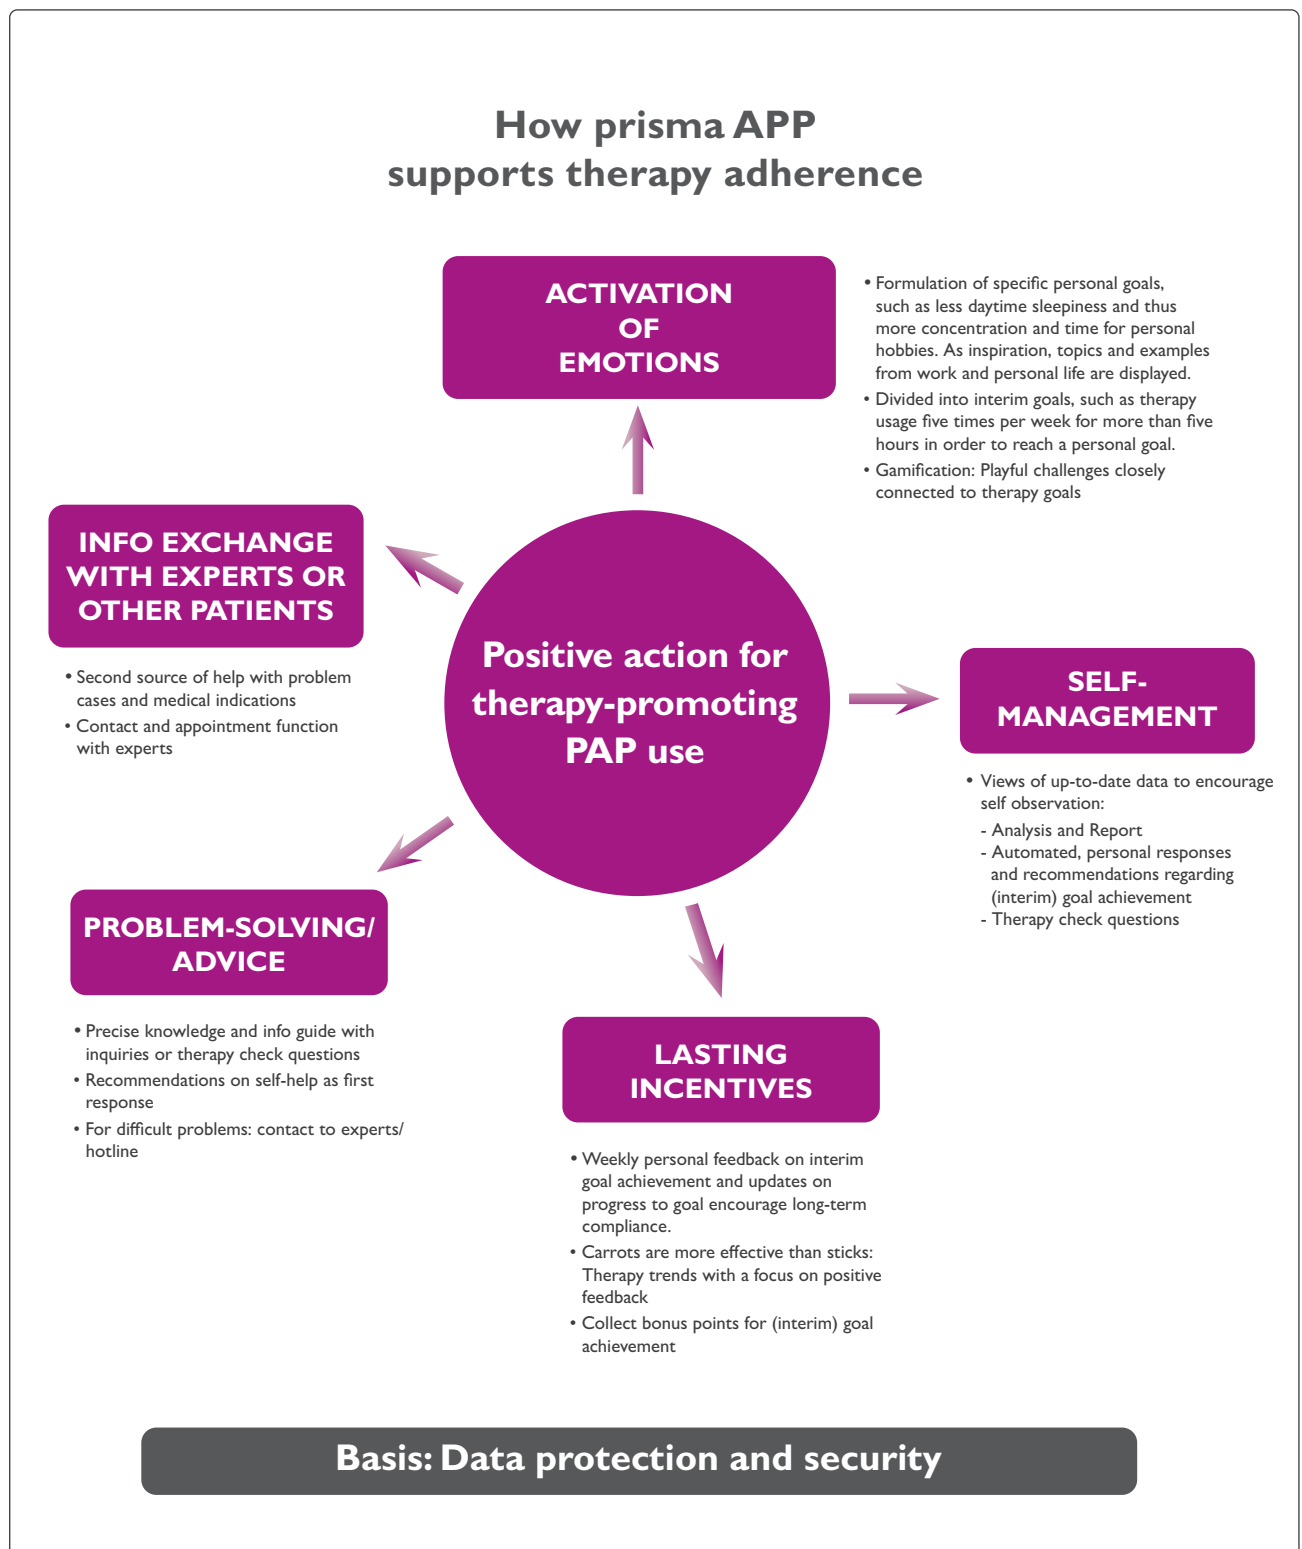 How prisma APP
supports therapy adherence
ACTIVATION
OF
EMOTIONS
• Formulation of specific personal goals,
such as less daytime sleepiness and thus
more concentration and time for personal
hobbies. As inspiration, topics and examples
from work and personal life are displayed.
• Divided into interim goals, such as therapy
usage five times per week for more than five
hours in order to reach a personal goal.
• Gamification: Playful challenges closely
connected to therapy goals
INFO EXCHANGE
WITH EXPERTS OR
OTHER PATIENTS
• Second source of help with problem
cases and medical indications
• Contact and appointment function
with experts
Positive action for
therapy-promoting
PAP use
SELF-
MANAGEMENT
• Views of up-to-date data to encourage
self observation:
- Analysis and Report
- Automated, personal responses
and recommendations regarding
(interim) goal achievement
- Therapy check questions
PROBLEM-SOLVING/
ADVICE
• Precise knowledge and info guide with
inquiries or therapy check questions
• Recommendations on self-help as first
response
• For difficult problems: contact to experts/
hotline
LASTING
INCENTIVES
• Weekly personal feedback on interim
goal achievement and updates on
progress to goal encourage long-term
compliance.
• Carrots are more effective than sticks:
Therapy trends with a focus on positive
feedback
• Collect bonus points for (interim) goal
achievement
Basis: Data protection and security